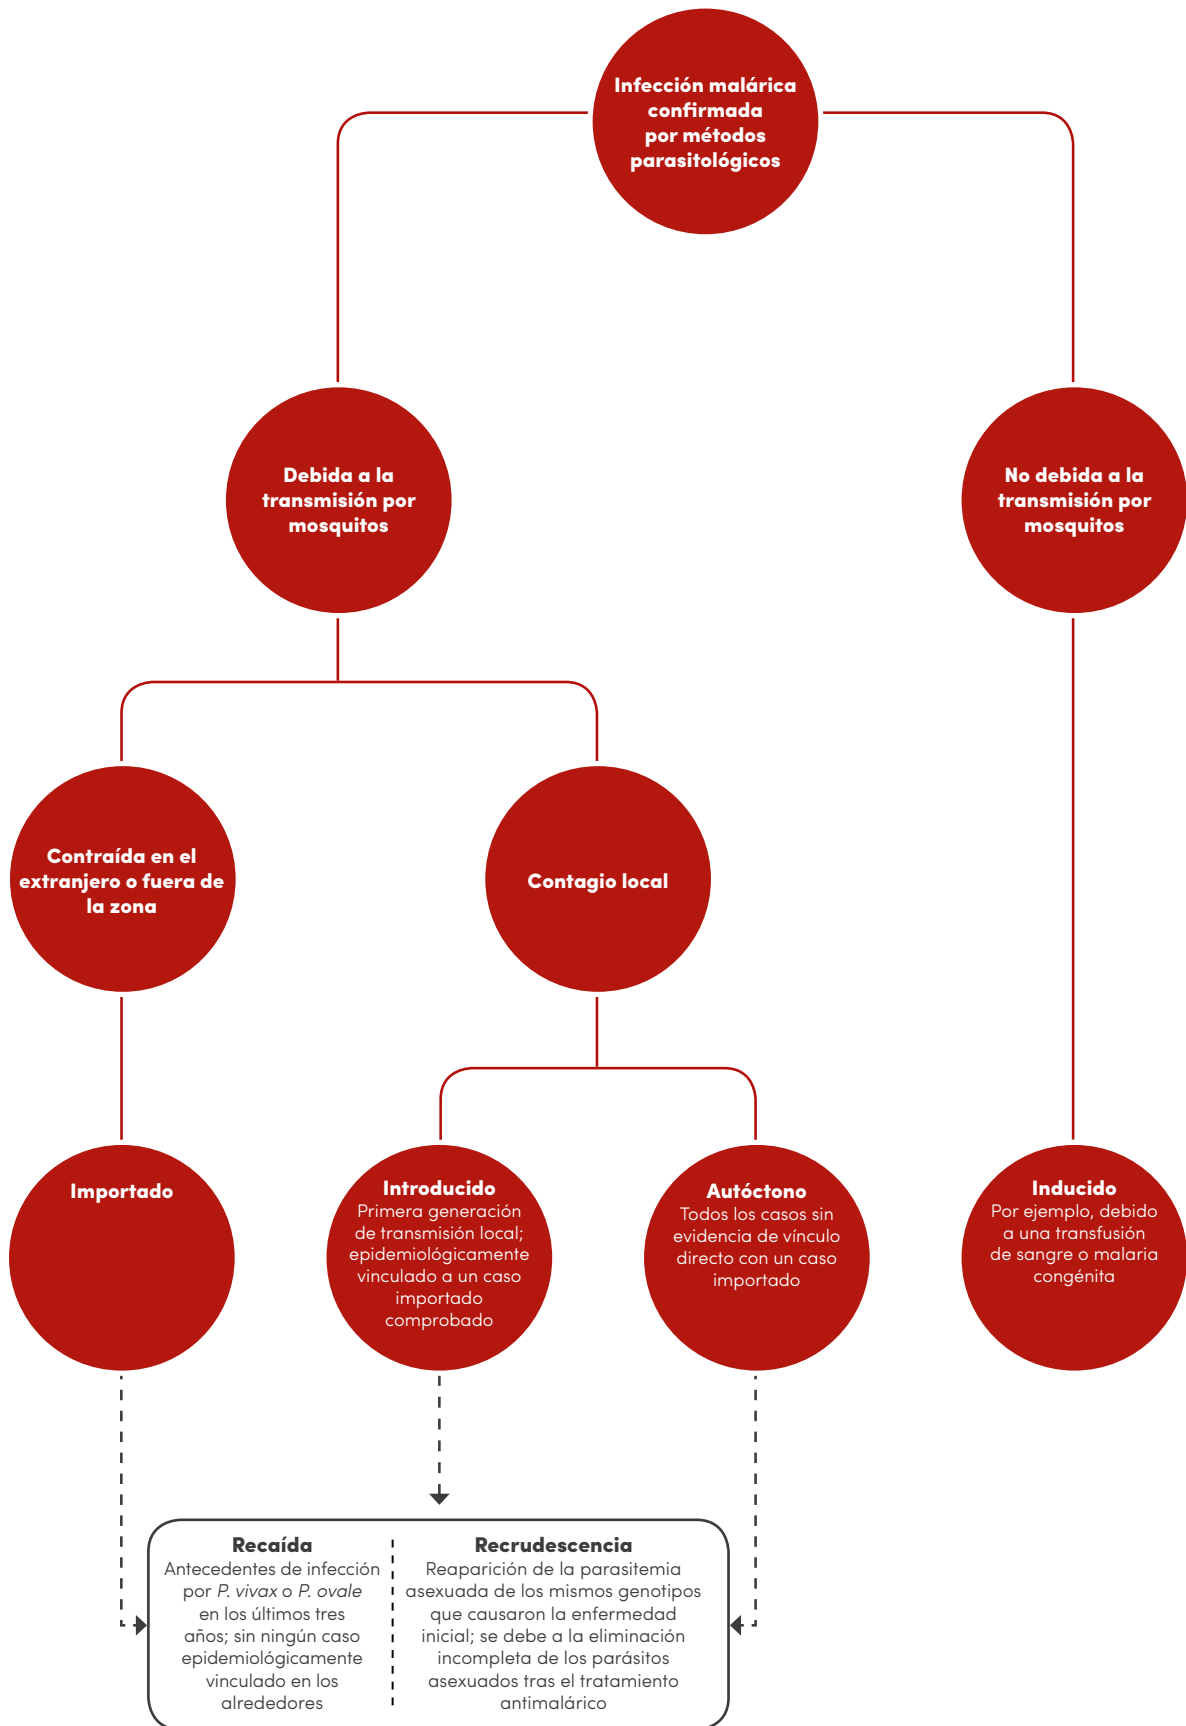 Infección malárica
confirmada
por métodos
parasitológicos
Debida a la
transmisión por
mosquitos
No debida a la
transmisión por
mosquitos
Contraída en el
extranjero o fuera de
la zona
Contagio local
Importado
Introducido
Primera generación
de transmisión local;
epidemiológicamente
vinculado a un caso
importado
comprobado
Autóctono
Todos los casos sin
evidencia de vínculo
directo con un caso
importado
Inducido
Por ejemplo, debido
a una transfusión
de sangre o malaria
congénita
Recaída
Antecedentes de infección
por P. vivax o P. ovale
en los últimos tres
años; sin ningún caso
epidemiológicamente
vinculado en los
alrededores
Recrudescencia
Reaparición de la parasitemia
asexuada de los mismos genotipos
que causaron la enfermedad
inicial; se debe a la eliminación
incompleta de los parásitos
asexuados tras el tratamiento
antimalárico